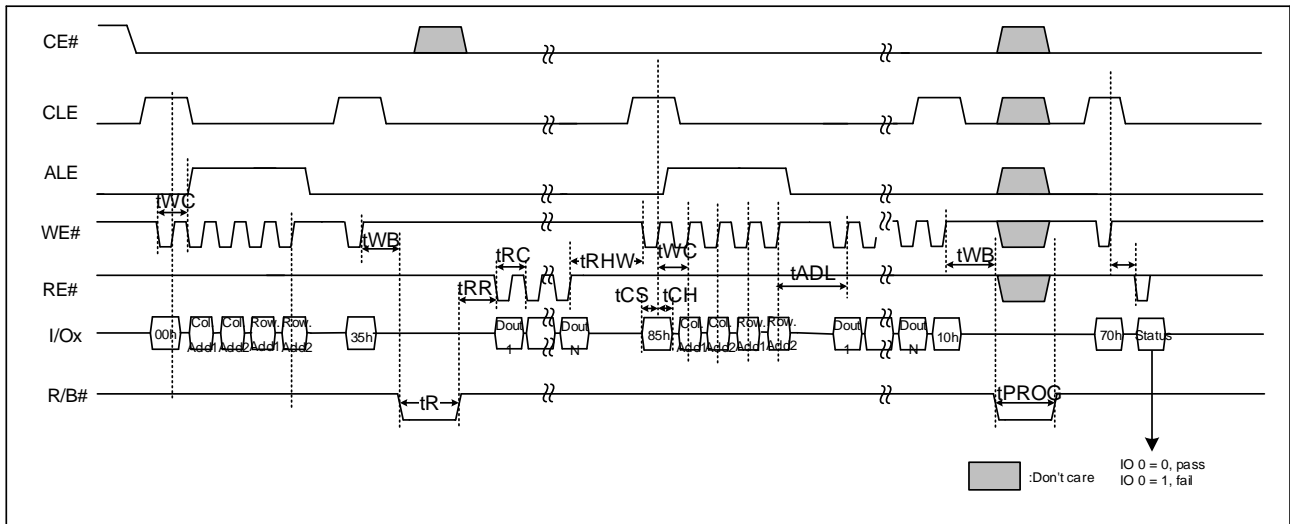 CE#
CLE
ALE
tWC
WE#
tWB
tRC
tRHW
tWC
tADL
tWB
RE#
tRR
tCS
tCH
I/Ox
00h
Col. Add1
Col. Add2
Row. Add1
Row. Add2
35h
Dout 1
Dout N
85h
Col. Add1
Col. Add2
Row. Add1
Row. Add2
Dout 1
Dout N
10h
70h
Status
R/B#
tR
tPROG
:Don't care
IO 0 = 0, pass
IO 0 = 1, fail